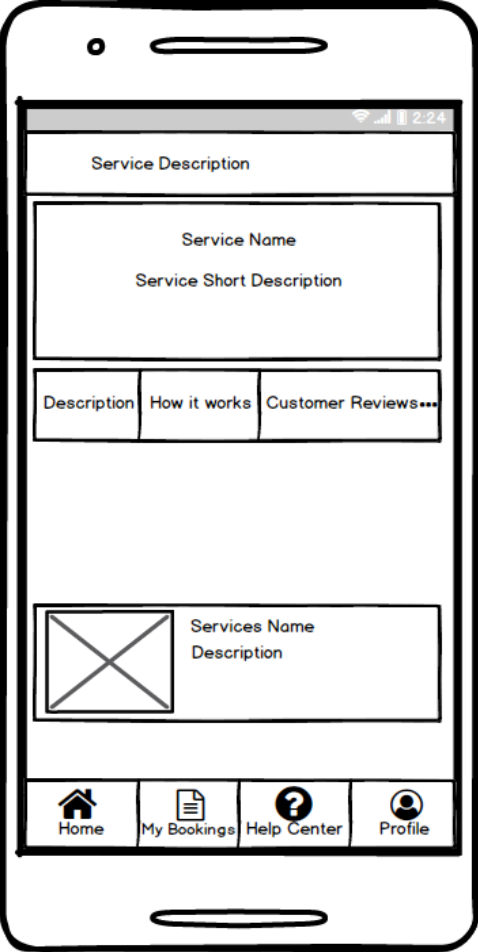 2:24
Service Description
Service Name
Service Short Description
Description How it works Customer Reviews•••
Services Name
Description
Home My Bookings Help Center Profile